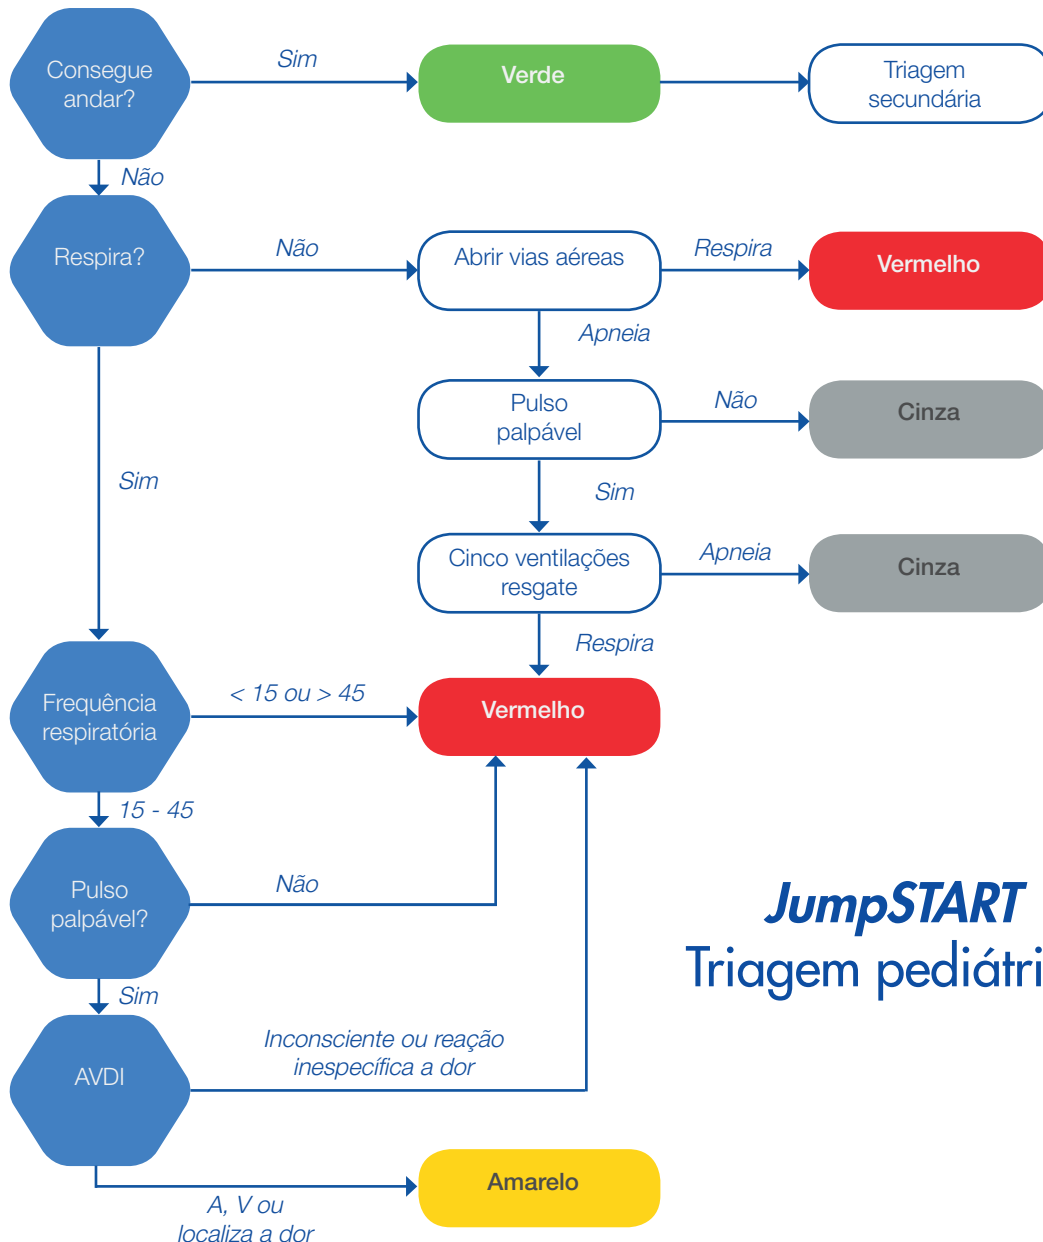 Consegue
andar?
Sim
Verde
Triagem
secundária
Não
Respira?
Não
Abrir vias aéreas
Respira
Vermelho
Apneia
Pulso
palpável
Não
Cinza
Sim
Sim
Cinco ventilações
resgate
Apneia
Cinza
Respira
Frequência
respiratória
< 15 ou > 45
Vermelho
15 - 45
Pulso
palpável?
Não
JumpSTART
Triagem pediátri
Sim
AVDI
Inconsciente ou reação
inespecífica a dor
Amarelo
A, V ou
localiza a dor